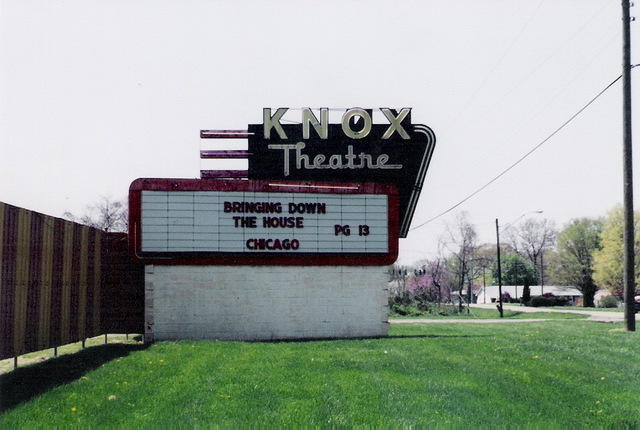 KNOX
Theatre
BRINGING DOWN
THE HOUSE PG 13
CHICAGO